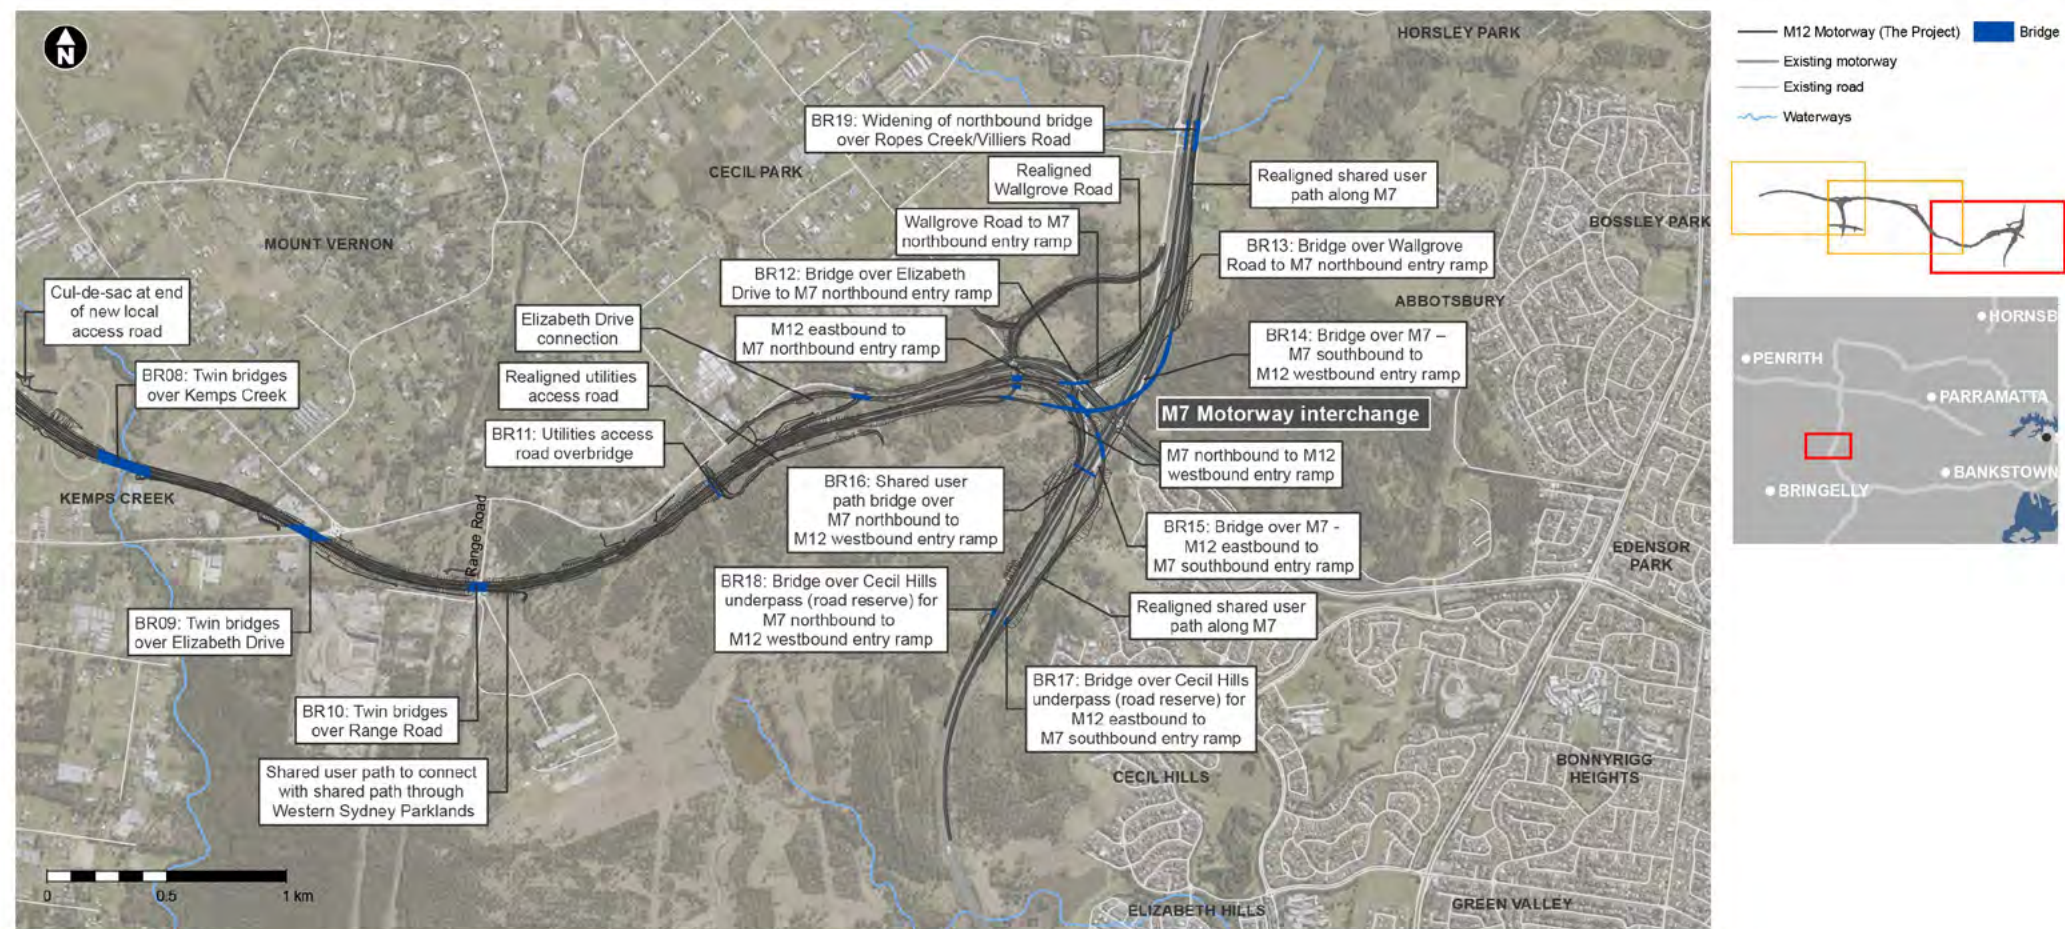 N
HORSLEY PARK
BR19: Widening of northbound bridge
over Ropes Creek/Villiers Road
CECIL PARK
Realigned
Wallgrove Road
Realigned shared user
path along M7
Wallgrove Road to M7
northbound entry ramp
BOSSLEY PARK
MOUNT VERNON
BR13: Bridge over Wallgrove
Road to M7 northbound entry ramp
BR12: Bridge over Elizabeth
Drive to M7 northbound entry ramp
ABBOTSBURY
Cul-de-sac at end
of new local
access road
Elizabeth Drive
connection
M12 eastbound to
M7 northbound entry ramp
BR14: Bridge over M7 –
M7 southbound to
M12 westbound entry ramp
BR08: Twin bridges
over Kemps Creek
Realigned utilities
access road
M7 Motorway interchange
BR11: Utilities access
road overbridge
M7 northbound to M12
westbound entry ramp
KEMPS CREEK
BR16: Shared user
path bridge over
M7 northbound to
M12 westbound entry ramp
Range Road
BR15: Bridge over M7 -
M12 eastbound to
M7 southbound entry ramp
EDENSOR
PARK
BR18: Bridge over Cecil Hills
underpass (road reserve) for
M7 northbound to
M12 westbound entry ramp
Realigned shared user
path along M7
BR09: Twin bridges
over Elizabeth Drive
BR17: Bridge over Cecil Hills
underpass (road reserve) for
M12 eastbound to
M7 southbound entry ramp
BR10: Twin bridges
over Range Road
Shared user path to connect
with shared path through
Western Sydney Parklands
CECIL HILLS
BONNYRIGG
HEIGHTS
0 0.5 1 km
ELIZABETH HILLS
GREEN VALLEY
M12 Motorway (The Project)
Bridge
Existing motorway
Existing road
Waterways
HORNSB
PENRITH
PARRAMATTA
BANKSTOWN
BRINGELLY